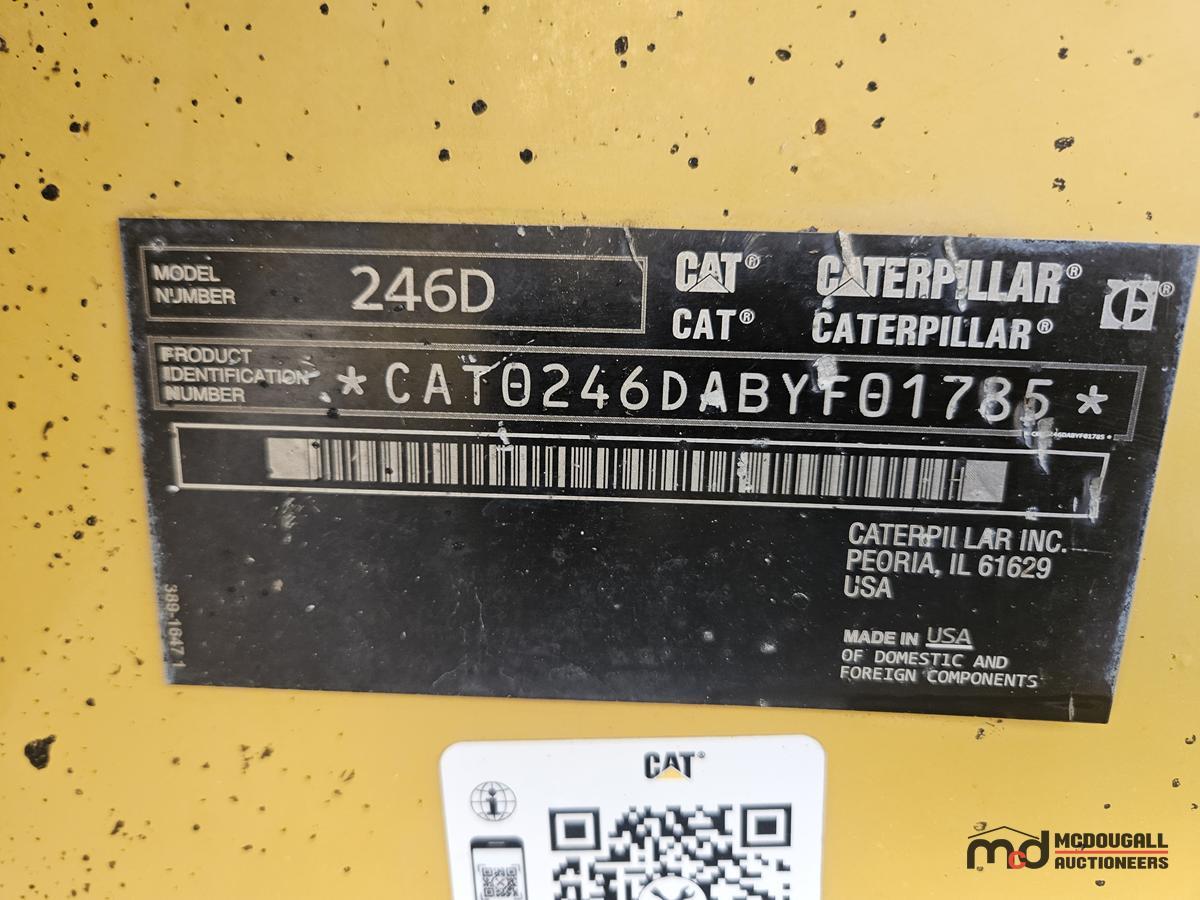 MODEL NUMBER 246D
CAT® CATERPILLAR®
CAT® CATERPILLAR®
PRODUCT IDENTIFICATION NUMBER *CAT0246DABYF01785*
CATERPILLAR INC.
PEORIA, IL 61629
USA
MADE IN USA
OF DOMESTIC AND
FOREIGN COMPONENTS
389-1647 1
CAT®
i
mcd MCDOUGALL
AUCTIONEERS